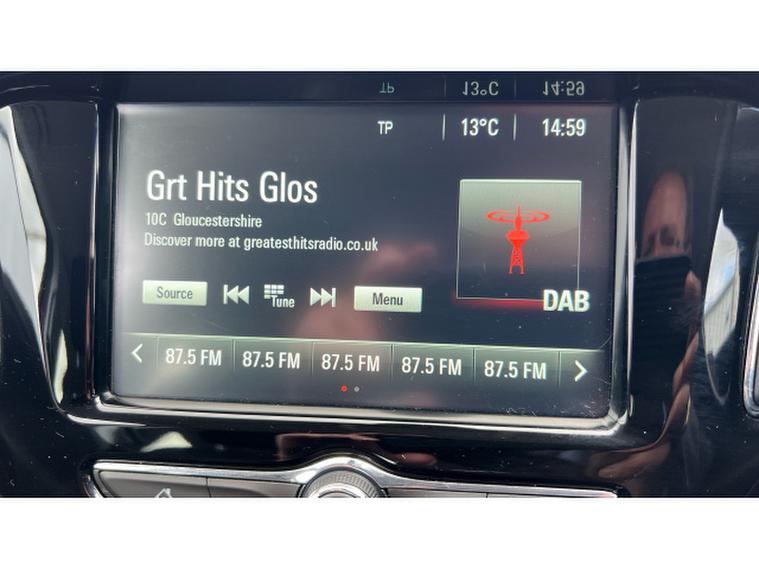 TP 13°C 14:59
Grt Hits Glos
10C Gloucestershire
Discover more at greatesthitsradio.co.uk
Source Tune Menu
DAB
87.5 FM 87.5 FM 87.5 FM 87.5 FM 87.5 FM